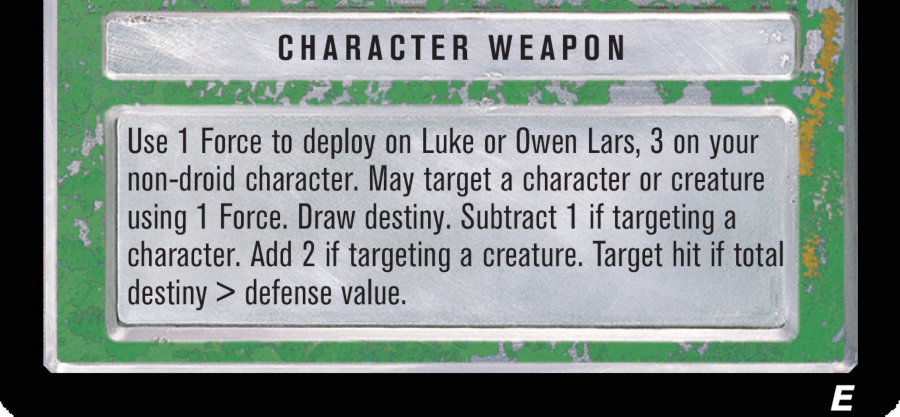 CHARACTER WEAPON
Use 1 Force to deploy on Luke or Owen Lars, 3 on your
non-droid character. May target a character or creature
using 1 Force. Draw destiny. Subtract 1 if targeting a
character. Add 2 if targeting a creature. Target hit if total
destiny > defense value.
E